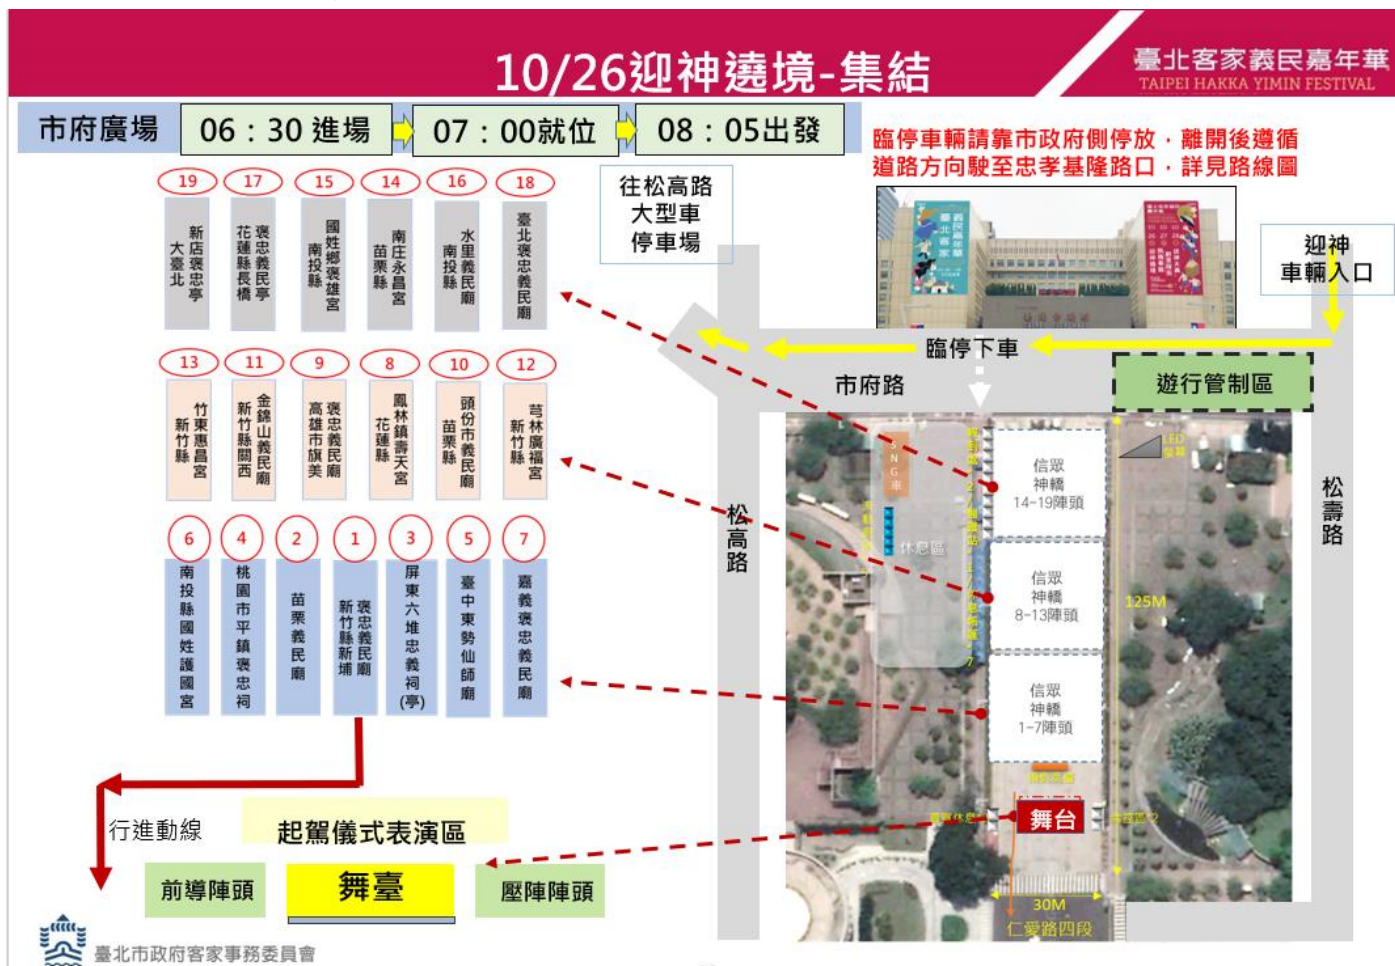 10/26迎神遶境-集結
臺北客家義民嘉年華
TAIPEI HAKKA YIMIN FESTIVAL
市府廣場
06：30 進場
07：00就位
08：05出發
臨停車輛請靠市政府側停放，離開後遵循
道路方向駛至忠孝基隆路口，詳見路線圖
往松高路
大型車
停車場
迎神
車輛入口
19
17
15
14
16
18
新店褒忠亭
大臺北
褒忠義民亭
花蓮縣長橋
國姓鄉褒雄宮
南投縣
南庄永昌宮
苗栗縣
水里義民廟
南投縣
臺北褒忠義民廟
義民嘉年華
臺北客家
臨停下車
市府路
遊行管制區
13
11
9
8
10
12
竹東惠昌宮
新竹縣
金錦山義民廟
新竹縣關西
褒忠義民廟
高雄市旗美
鳳林鎮壽天宮
花蓮縣
頭份市義民廟
苗栗縣
芎林廣福宮
新竹縣
SNG車
LED
信眾
神轎
14-19陣頭
休息區
信眾
神轎
8-13陣頭
125M
信眾
神轎
1-7陣頭
松高路
松壽路
6
4
2
1
3
5
7
南投縣國姓護國宮
桃園市平鎮褒忠祠
苗栗義民廟
褒忠義民廟
新竹縣新埔
屏東六堆忠義祠(亭)
臺中東勢仙師廟
嘉義褒忠義民廟
舞台
30M
仁愛路四段
行進動線
起駕儀式表演區
前導陣頭
舞臺
壓陣陣頭
臺北市政府客家事務委員會